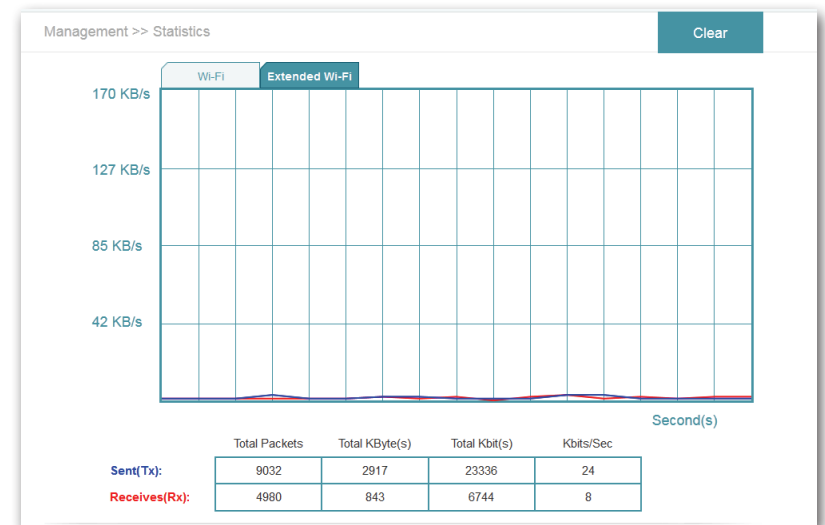 Management >> Statistics
Clear
Wi-Fi
Extended Wi-Fi
170 KB/s
127 KB/s
85 KB/s
42 KB/s
Second(s)
Total Packets Total KByte(s) Total Kbit(s) Kbits/Sec
Sent(Tx): 9032 2917 23336 24
Receives(Rx): 4980 843 6744 8